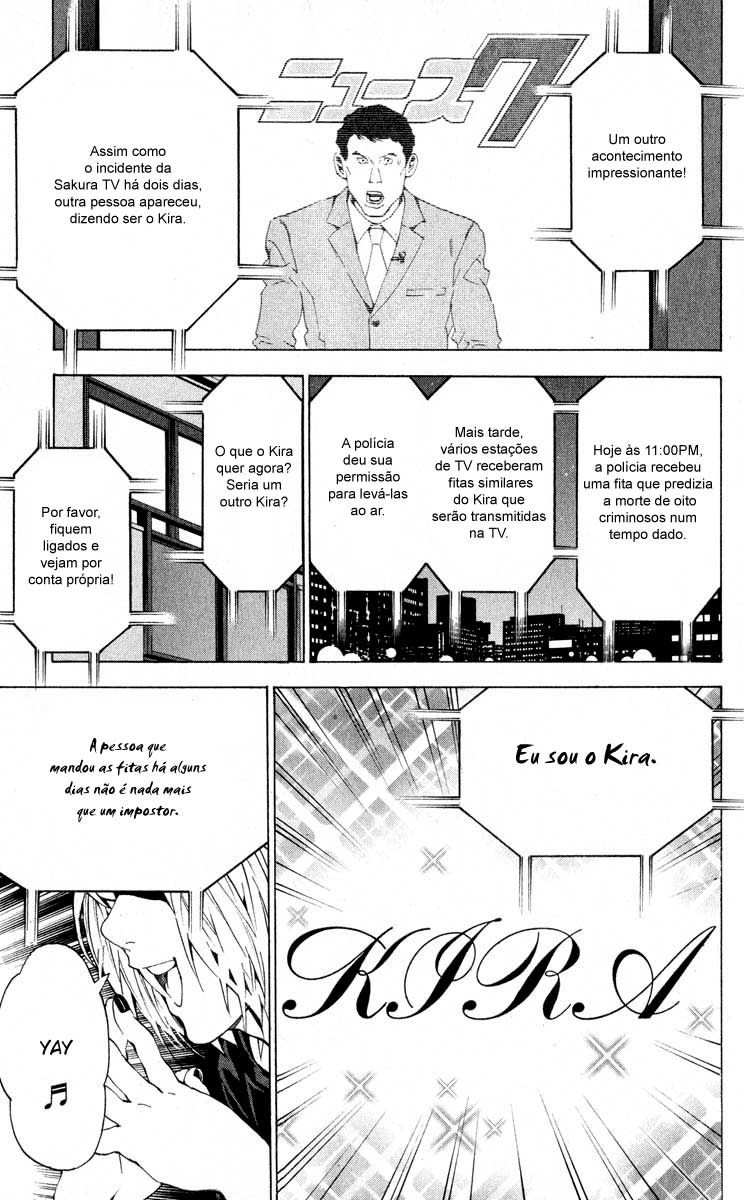 ニュース7
Um outro
acontecimento
impressionante!
Assim como
o incidente da
Sakura TV há dois dias,
outra pessoa apareceu,
dizendo ser o Kira.
Hoje às 11:00PM,
a polícia recebeu
uma fita que predizia
a morte de oito
criminosos num
tempo dado.
Mais tarde,
vários estações
de TV receberam
fitas similares
do Kira que
serão transmitidas
na TV.
A polícia
deu sua
permissão
para levá-las
ao ar.
O que o Kira
quer agora?
Seria um
outro Kira?
Por favor,
fiquem
ligados e
vejam por
conta própria!
Eu sou o Kira.
KIRA
A pessoa que
mandou as fitas há alguns
dias não é nada mais
que um impostor.
YAY
♬